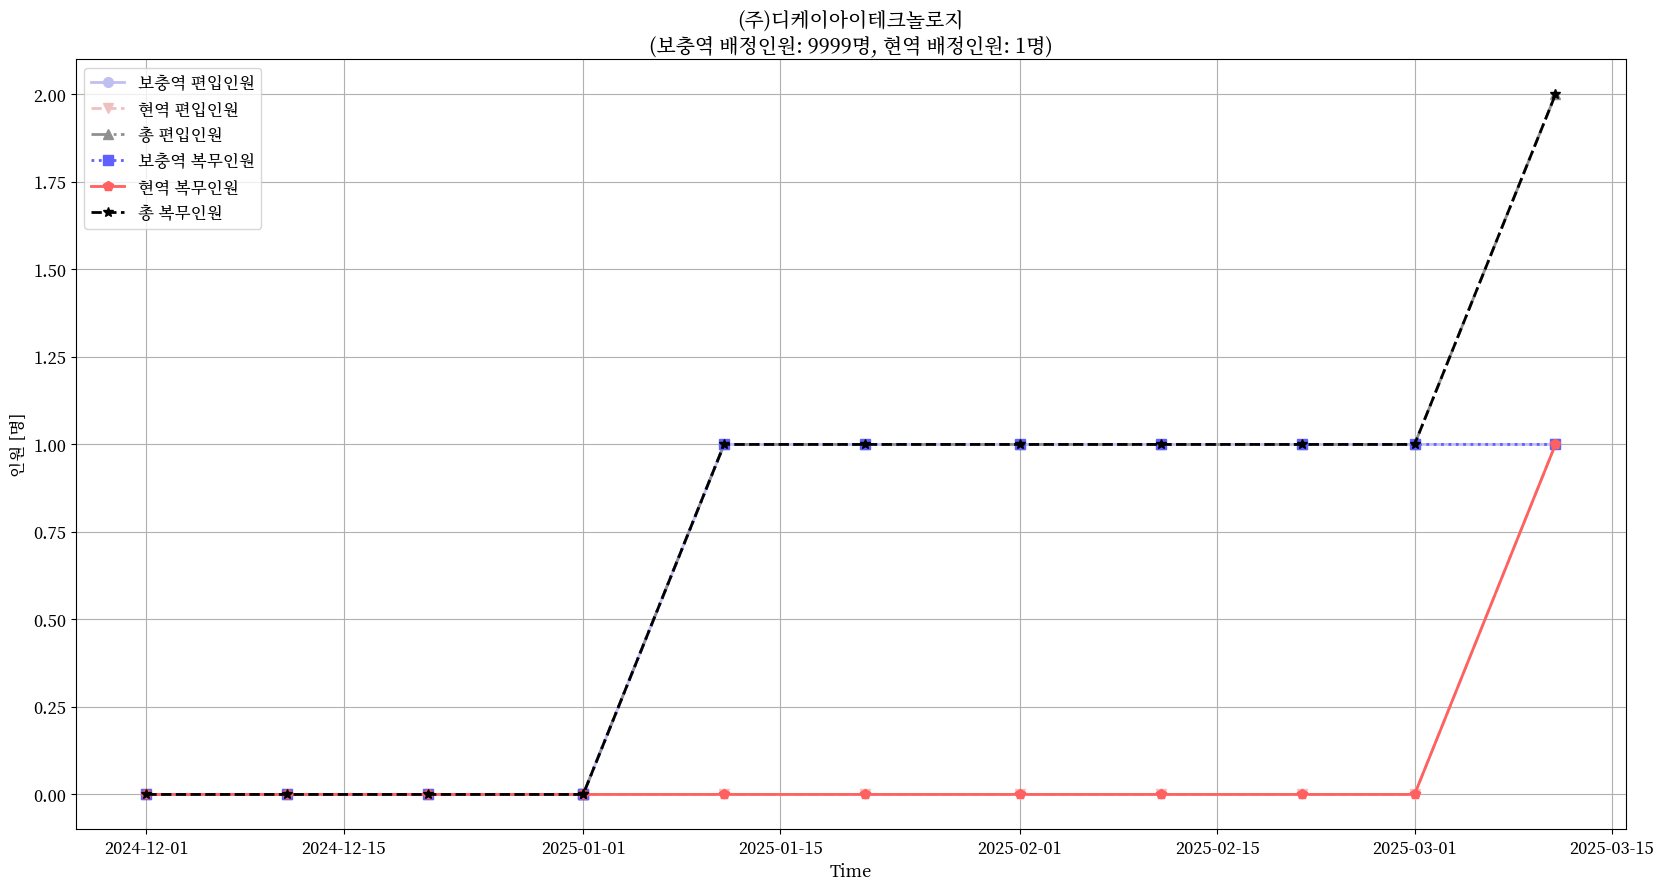 (주)디케이아이테크놀로지
(보충역 배정인원: 9999명, 현역 배정인원: 1명)
보충역 편입인원
현역 편입인원
총 편입인원
보충역 복무인원
현역 복무인원
총 복무인원
2.00
1.75
1.50
1.25
1.00
0.75
0.50
0.25
0.00
인원 [명]
2024-12-01
2024-12-15
2025-01-01
2025-01-15
2025-02-01
2025-02-15
2025-03-01
2025-03-15
Time